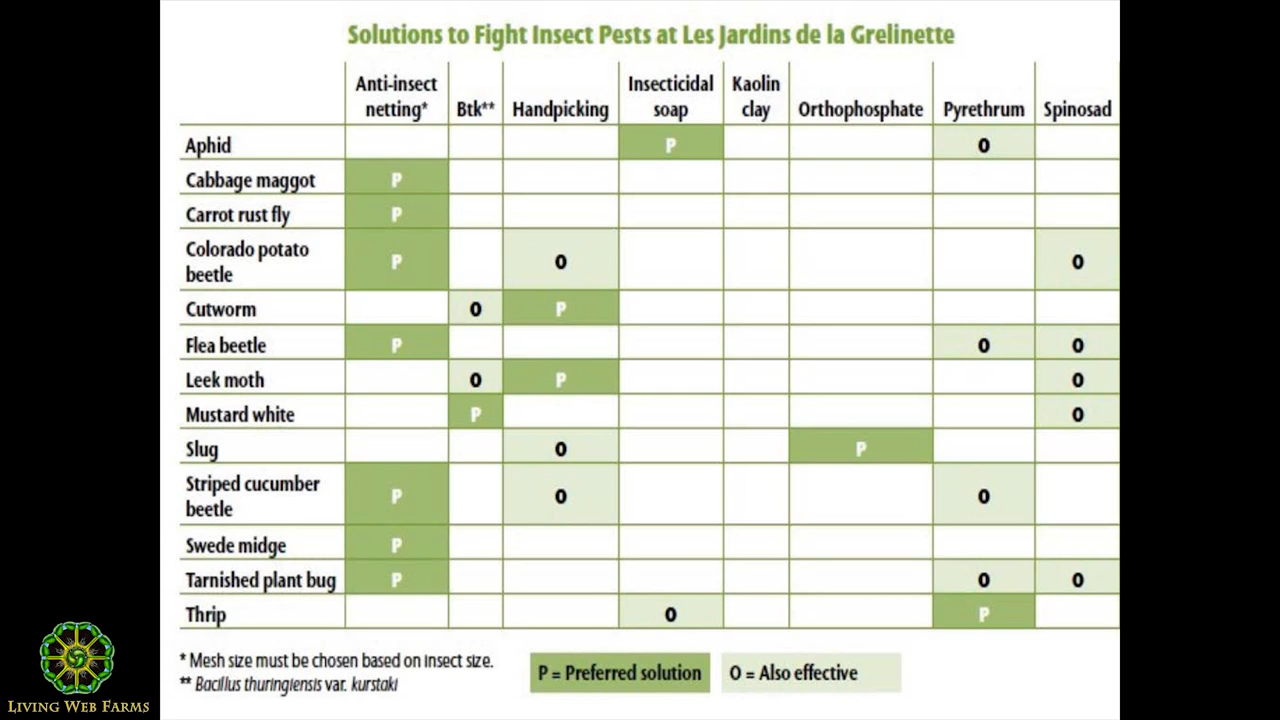 Solutions to Fight Insect Pests at Les Jardins de la Grelinette
Anti-insect netting* Btk** Handpicking Insecticidal soap Kaolin clay Orthophosphate Pyrethrum Spinosad
Aphid P O
Cabbage maggot P
Carrot rust fly P
Colorado potato beetle P O O
Cutworm O P
Flea beetle P O O
Leek moth O P O
Mustard white P O
Slug O P
Striped cucumber beetle P O O
Swede midge P
Tarnished plant bug P O O
Thrip O P
* Mesh size must be chosen based on insect size.
** Bacillus thuringiensis var. kurstaki
P = Preferred solution O = Also effective
LIVING WEB FARMS